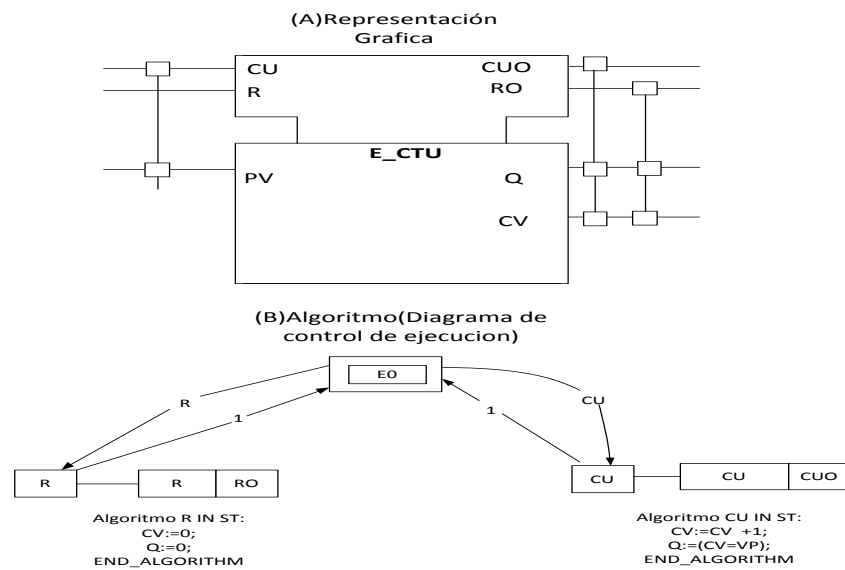 (A)Representación
Grafica
CU
CUO
R
RO
E_CTU
PV
Q
CV
(B)Algoritmo(Diagrama de
control de ejecucion)
E0
R
1
1
CU
R
R
RO
CU
CU
CUO
Algoritmo R IN ST:
CV:=0;
Q:=0;
END_ALGORITHM
Algoritmo CU IN ST:
CV:=CV +1;
Q:=(CV=VP);
END_ALGORITHM